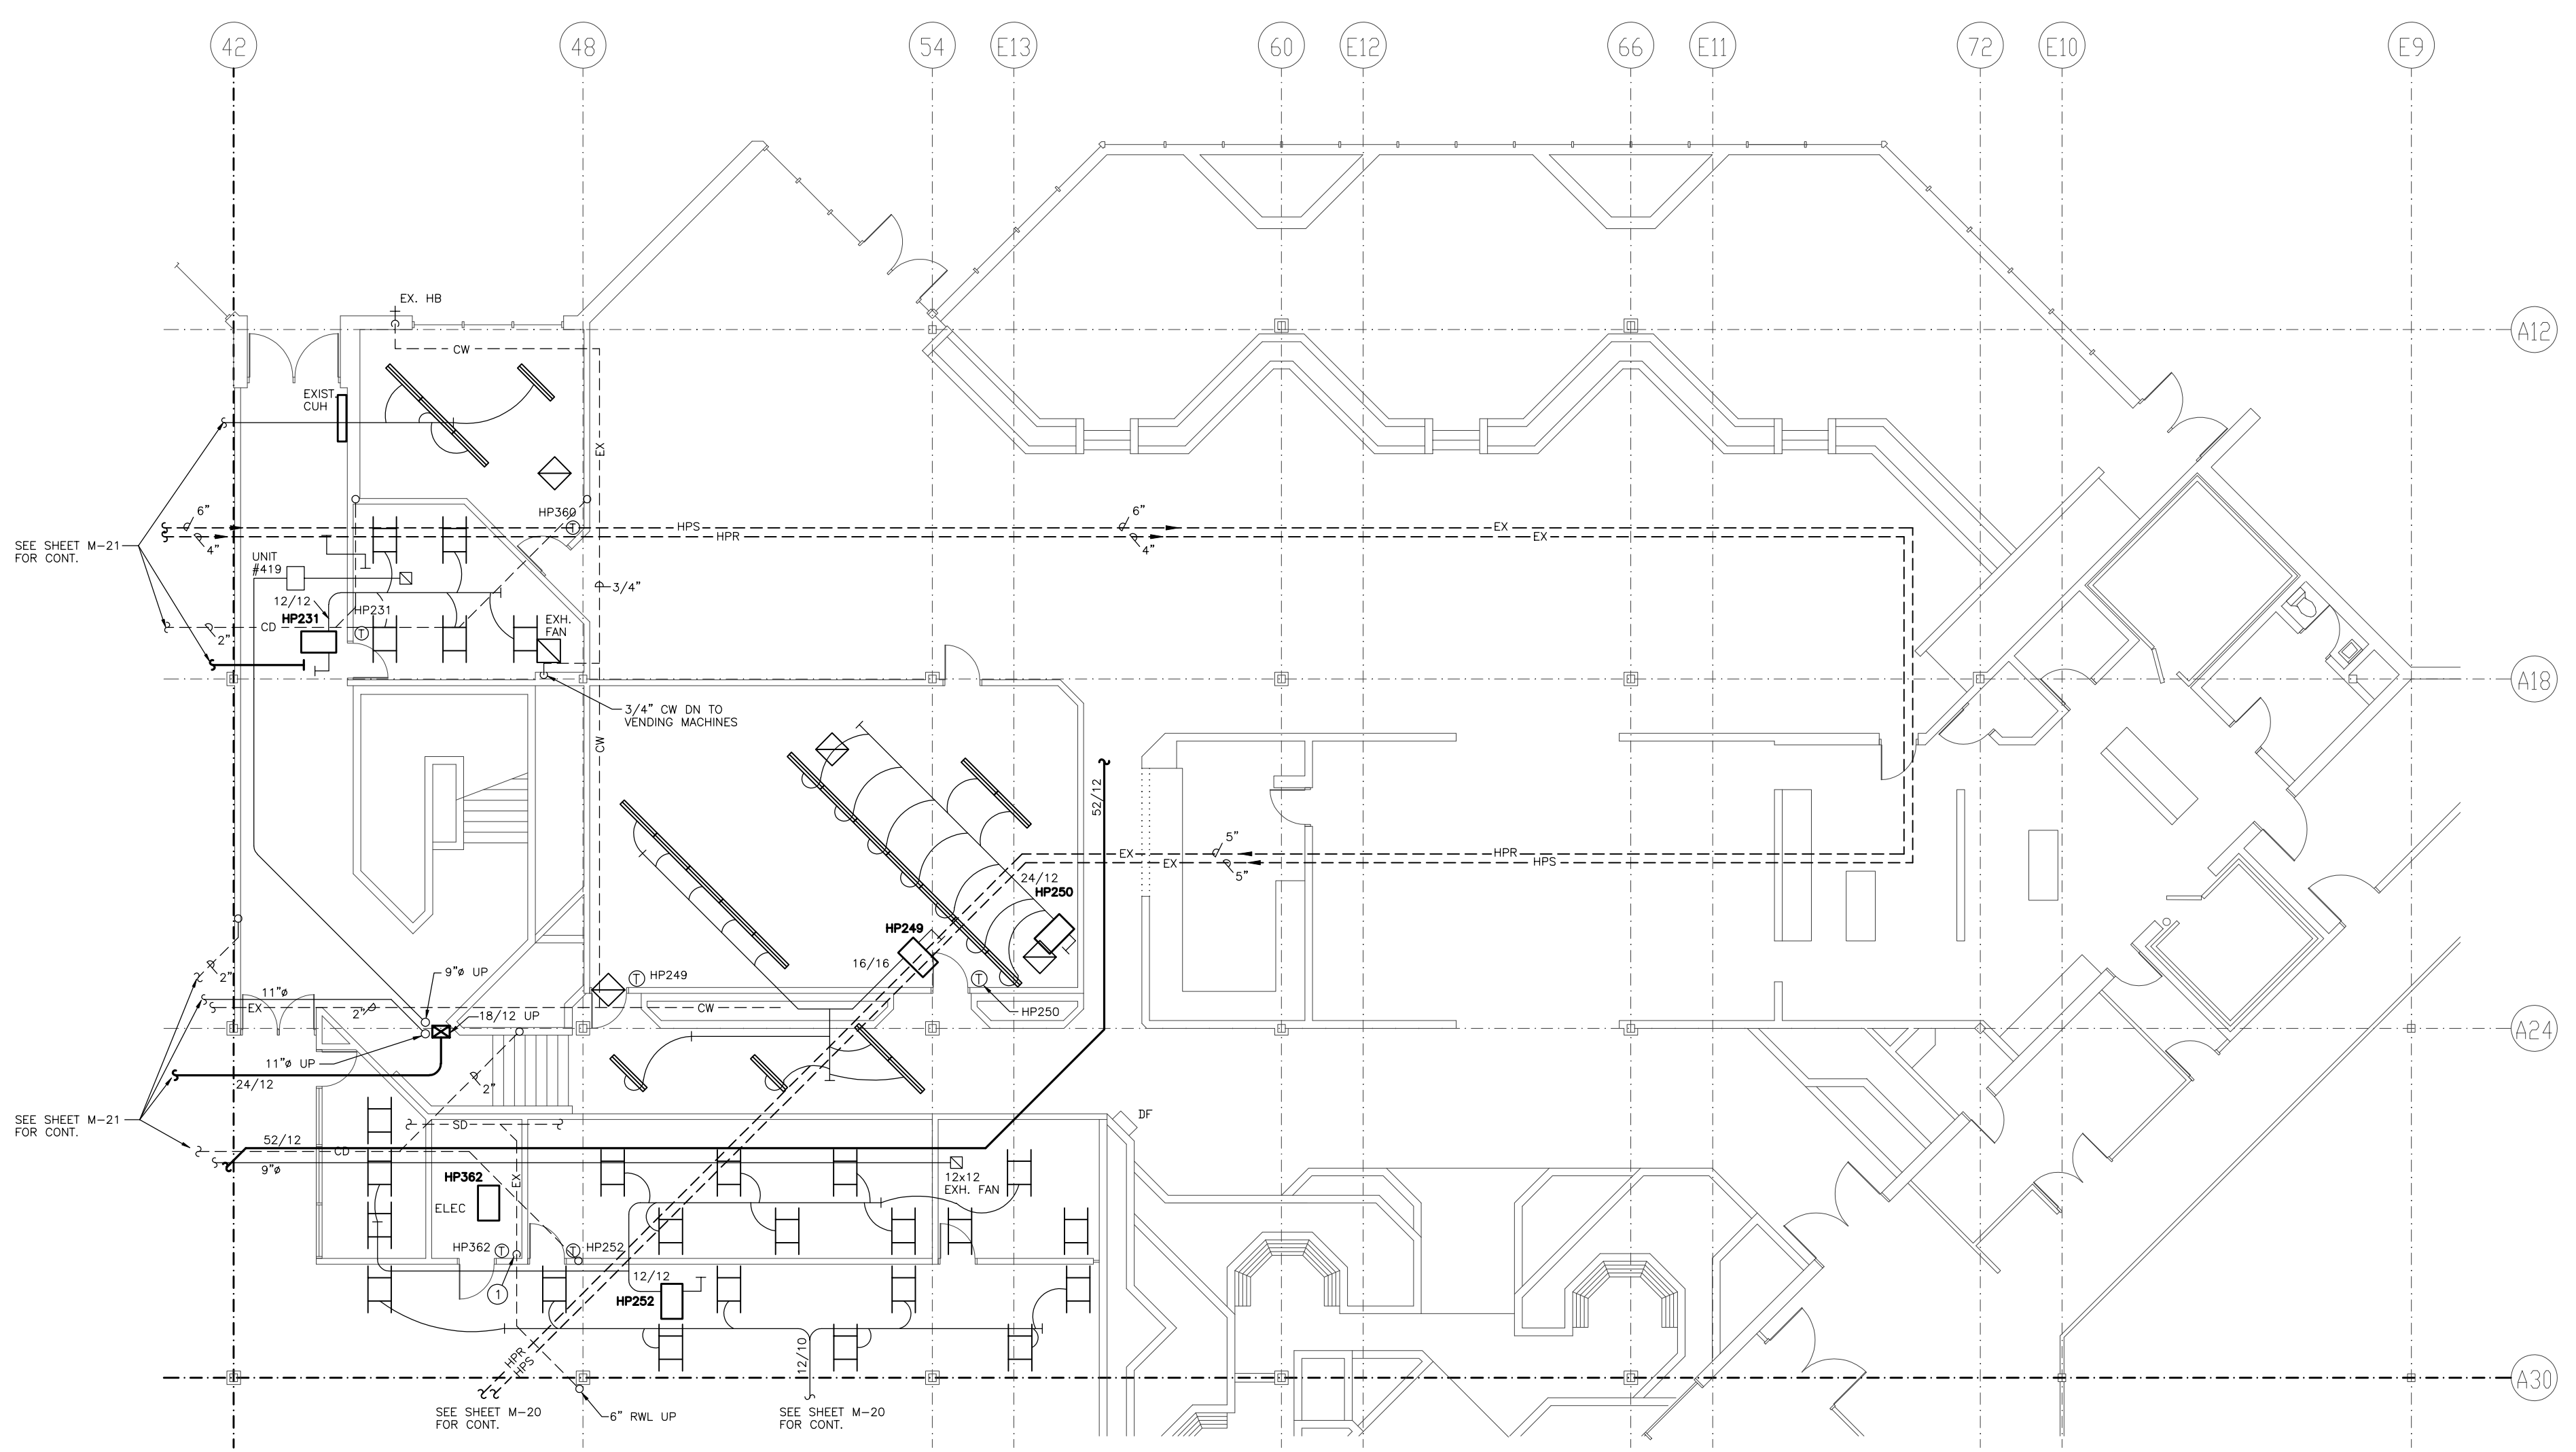 42
48
54
E13
60
E12
66
E11
72
E10
E9
EX. HB
A12
CW
EXIST.
CUH
EX
6"
HP360
HPS
6"
EX
4"
HPR
4"
EX
SEE SHEET M-21
FOR CONT.
UNIT
#419
3/4"
12/12
HP231
HP231
EXH.
FAN
CD
2"
A18
3/4" CW DN TO
VENDING MACHINES
CW
52/12
5"
EX
HPR
EX
HPS
5"
24/12
HP250
HP249
16/16
T
HP249
T
HP250
2"
9"ø UP
11"ø
EX
2"
CW
18/12 UP
A24
11"ø UP
24/12
2"
SEE SHEET M-21
FOR CONT.
SD
DF
52/12
CD
9"ø
EX
12x12
EXH. FAN
HP362
ELEC
HP362
T
T
HP252
12/12
1
HP252
12/10
HPR
HPS
A30
SEE SHEET M-20
FOR CONT.
6" RWL UP
SEE SHEET M-20
FOR CONT.
T
T